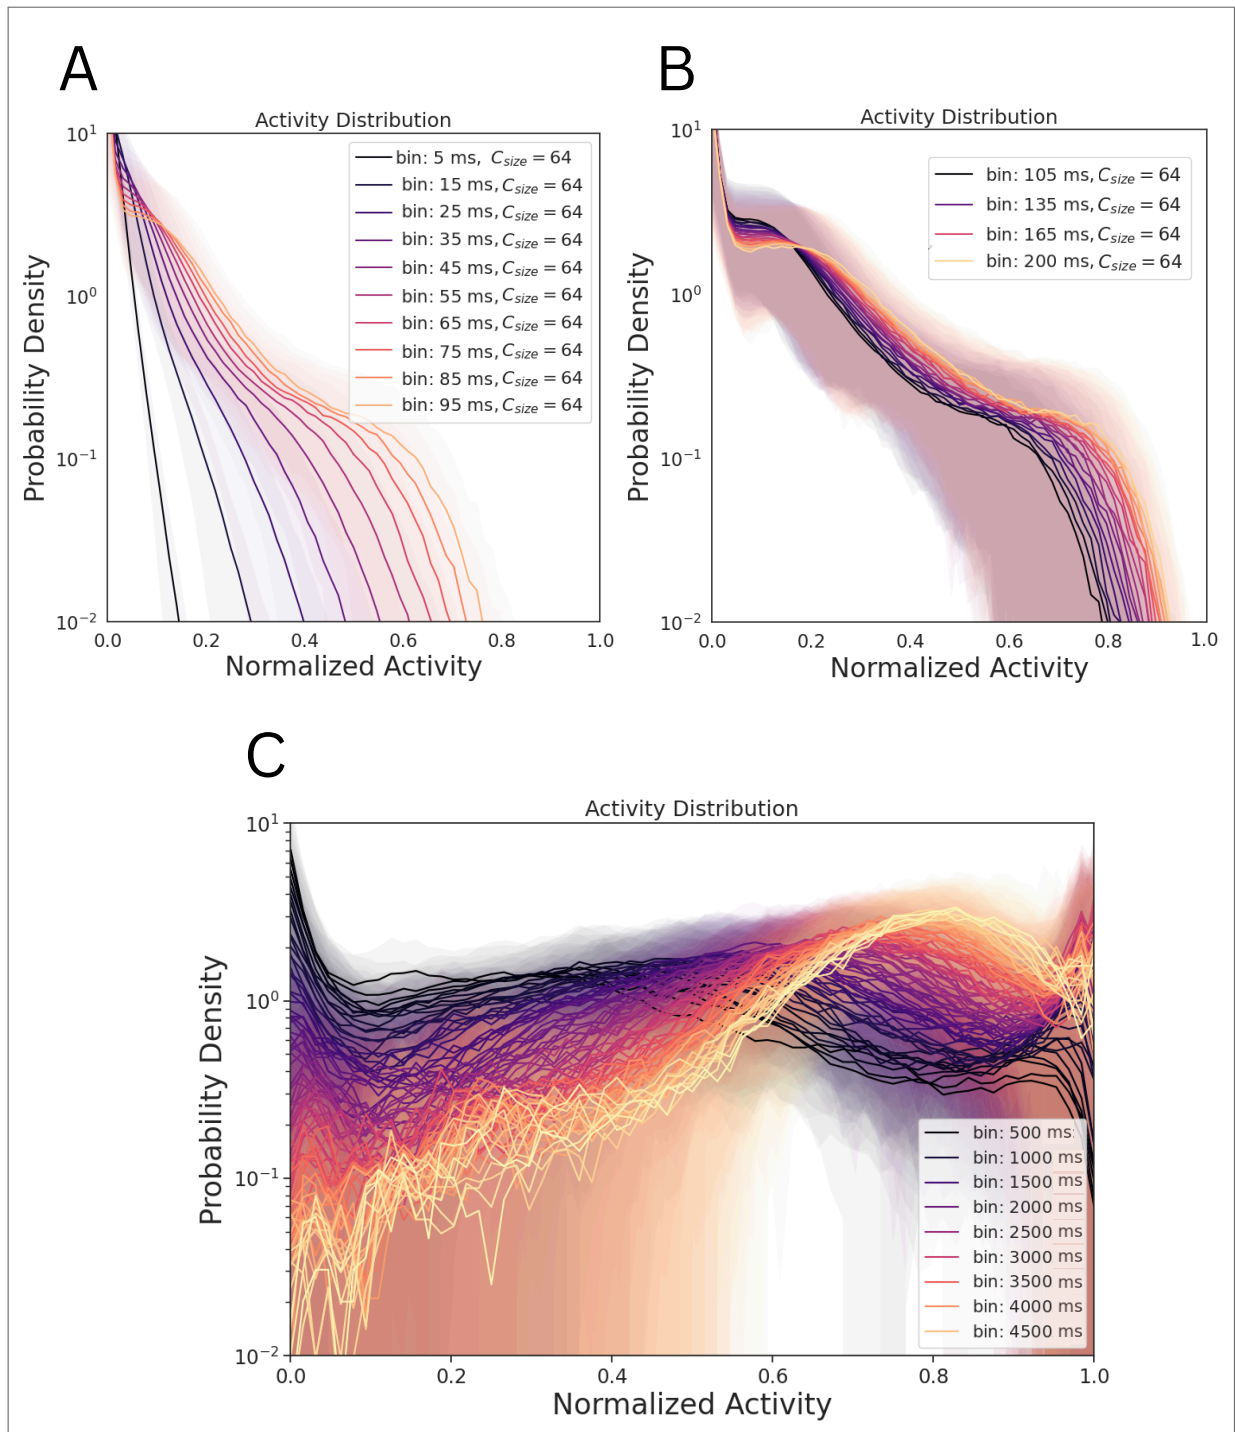 A
B
Activity Distribution
10¹
10⁰
10⁻¹
10⁻²
Probability Density
bin: 5 ms, C_size = 64
bin: 15 ms, C_size = 64
bin: 25 ms, C_size = 64
bin: 35 ms, C_size = 64
bin: 45 ms, C_size = 64
bin: 55 ms, C_size = 64
bin: 65 ms, C_size = 64
bin: 75 ms, C_size = 64
bin: 85 ms, C_size = 64
bin: 95 ms, C_size = 64
0.0 0.2 0.4 0.6 0.8 1.0
Normalized Activity
Activity Distribution
10¹
10⁰
10⁻¹
10⁻²
Probability Density
bin: 105 ms, C_size = 64
bin: 135 ms, C_size = 64
bin: 165 ms, C_size = 64
bin: 200 ms, C_size = 64
0.0 0.2 0.4 0.6 0.8 1.0
Normalized Activity
C
Activity Distribution
10¹
10⁰
10⁻¹
10⁻²
Probability Density
bin: 500 ms
bin: 1000 ms
bin: 1500 ms
bin: 2000 ms
bin: 2500 ms
bin: 3000 ms
bin: 3500 ms
bin: 4000 ms
bin: 4500 ms
0.0 0.2 0.4 0.6 0.8 1.0
Normalized Activity